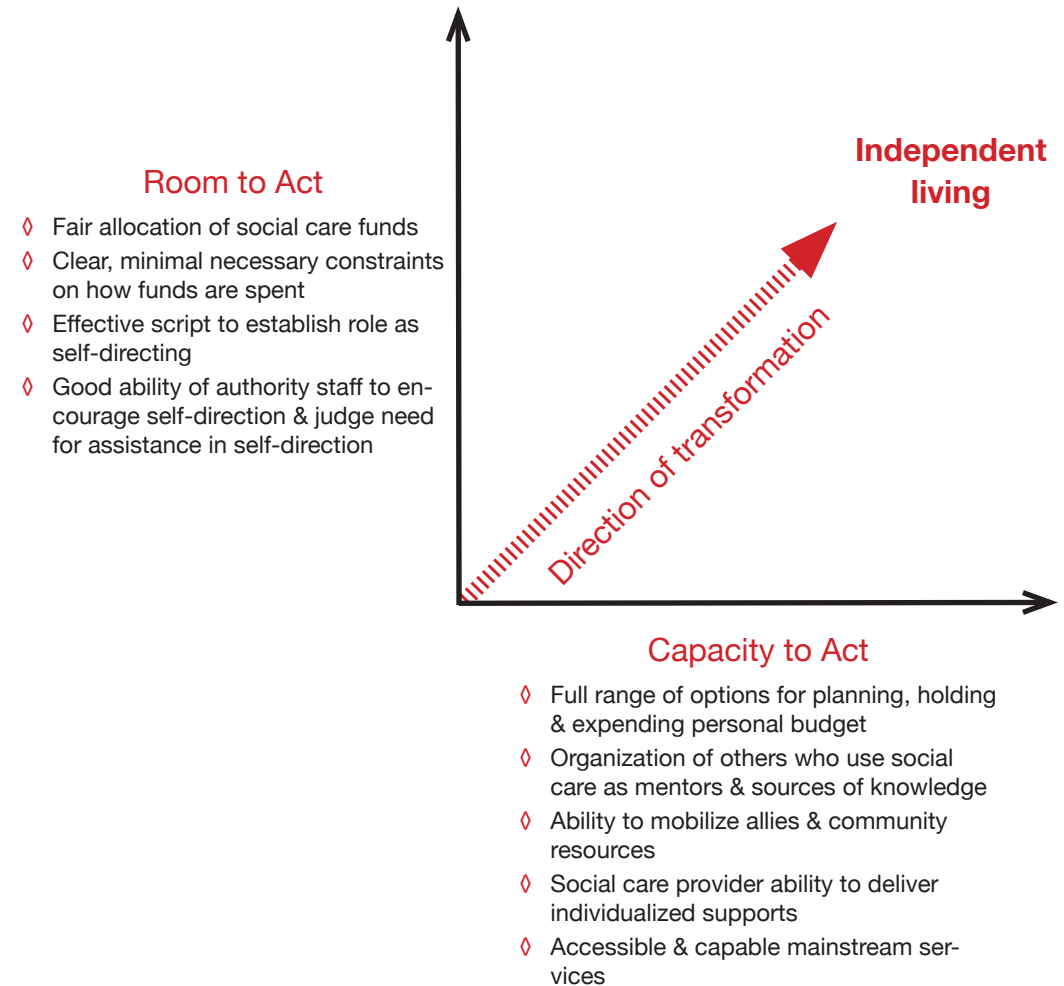 Independent
living
Room to Act
◊ Fair allocation of social care funds
◊ Clear, minimal necessary constraints
on how funds are spent
◊ Effective script to establish role as
self-directing
◊ Good ability of authority staff to en-
courage self-direction & judge need
for assistance in self-direction
Direction of transformation
Capacity to Act
◊ Full range of options for planning, holding
& expending personal budget
◊ Organization of others who use social
care as mentors & sources of knowledge
◊ Ability to mobilize allies & community
resources
◊ Social care provider ability to deliver
individualized supports
◊ Accessible & capable mainstream ser-
vices